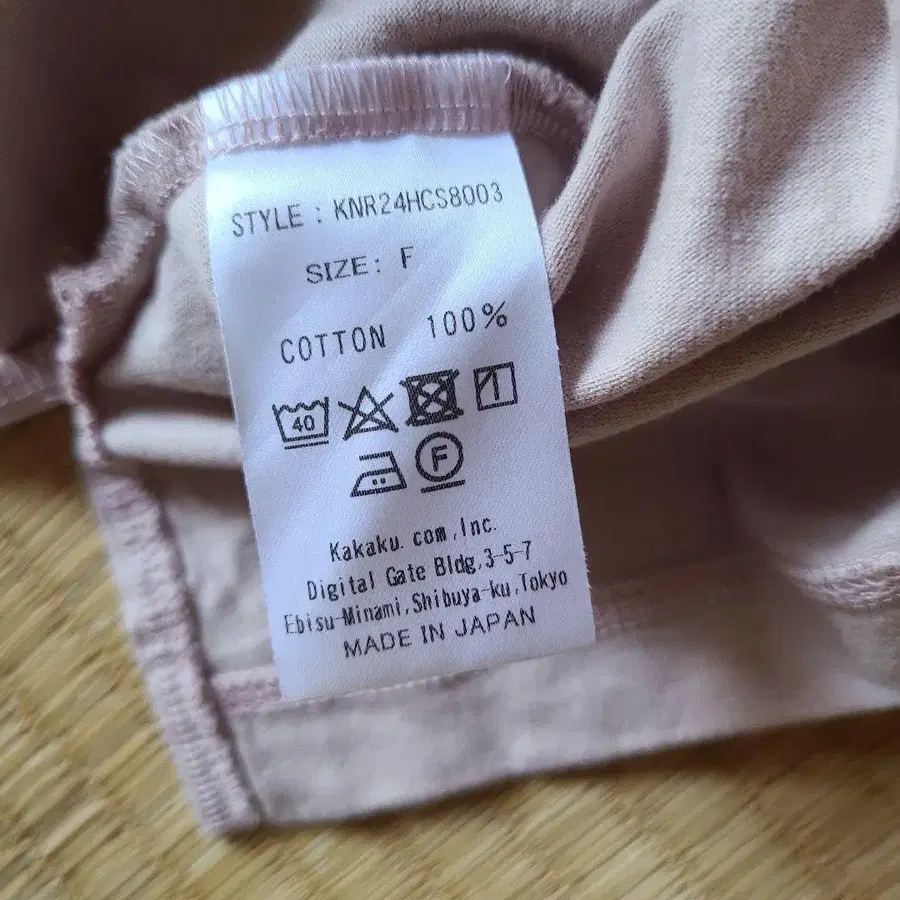 STYLE : KNR24HCS8003
SIZE: F
COTTON 100%
40
F
Kakaku. com,Inc.
Digital Gate Bldg,3-5-7
Ebisu-Minami,Shibuya-ku,Tokyo
MADE IN JAPAN